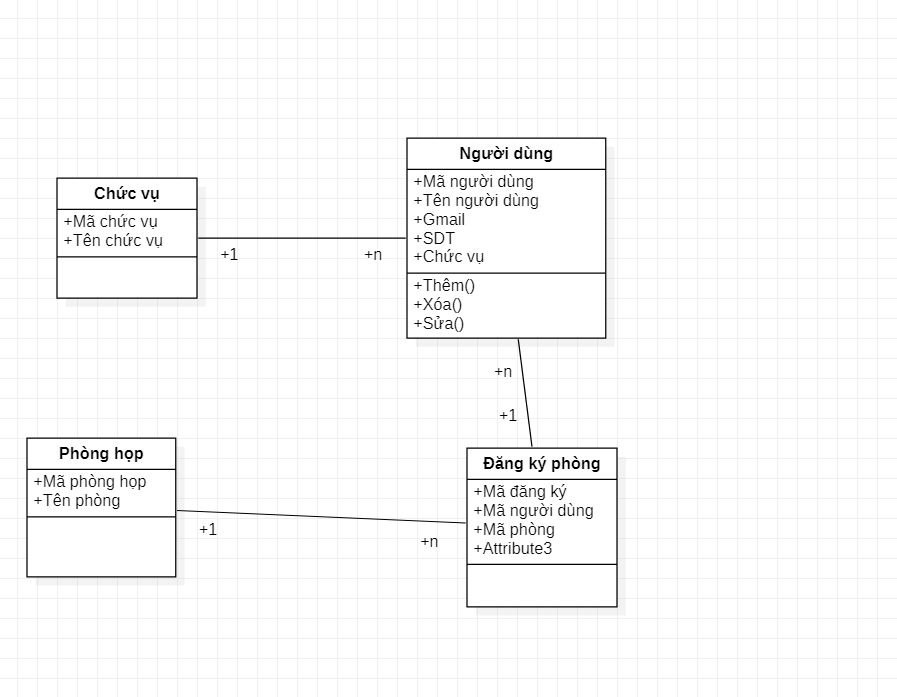 Người dùng
+Mã người dùng
+Tên người dùng
+Gmail
+SDT
+Chức vụ
+Thêm()
+Xóa()
+Sửa()
Chức vụ
+Mã chức vụ
+Tên chức vụ
+1
+n
+n
+1
Phòng họp
+Mã phòng họp
+Tên phòng
+1
+n
Đăng ký phòng
+Mã đăng ký
+Mã người dùng
+Mã phòng
+Attribute3